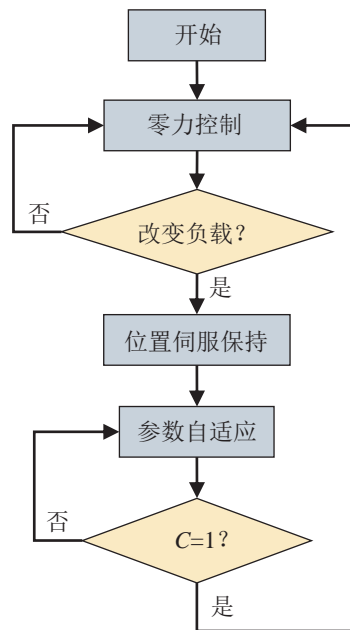 开始
零力控制
否
改变负载？
是
位置伺服保持
参数自适应
否
C=1？
是